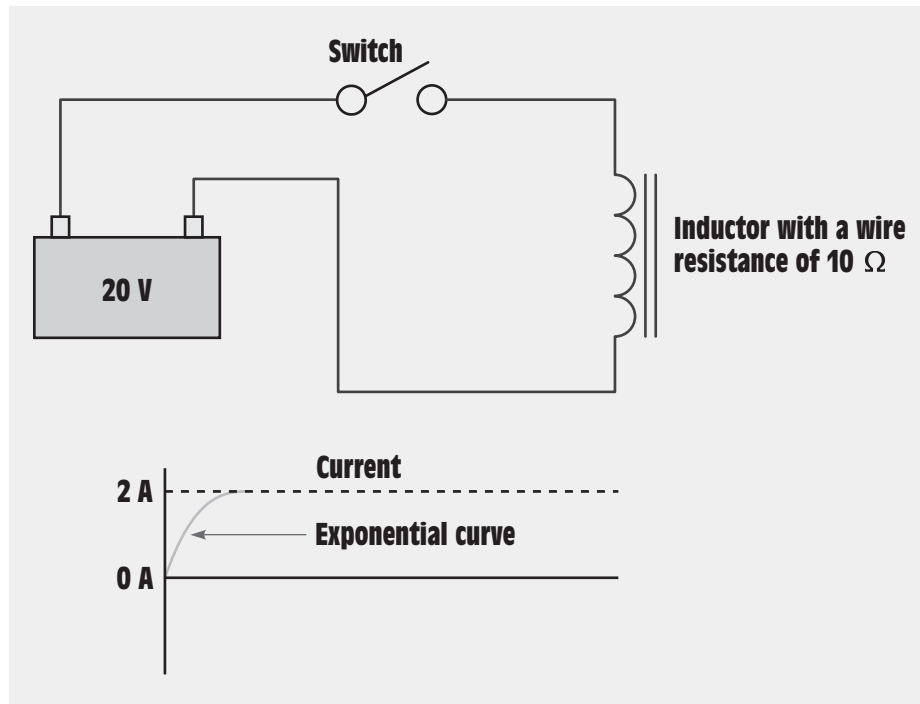 Switch
20 V
Inductor with a wire
resistance of 10 Ω
Current
2 A
Exponential curve
0 A